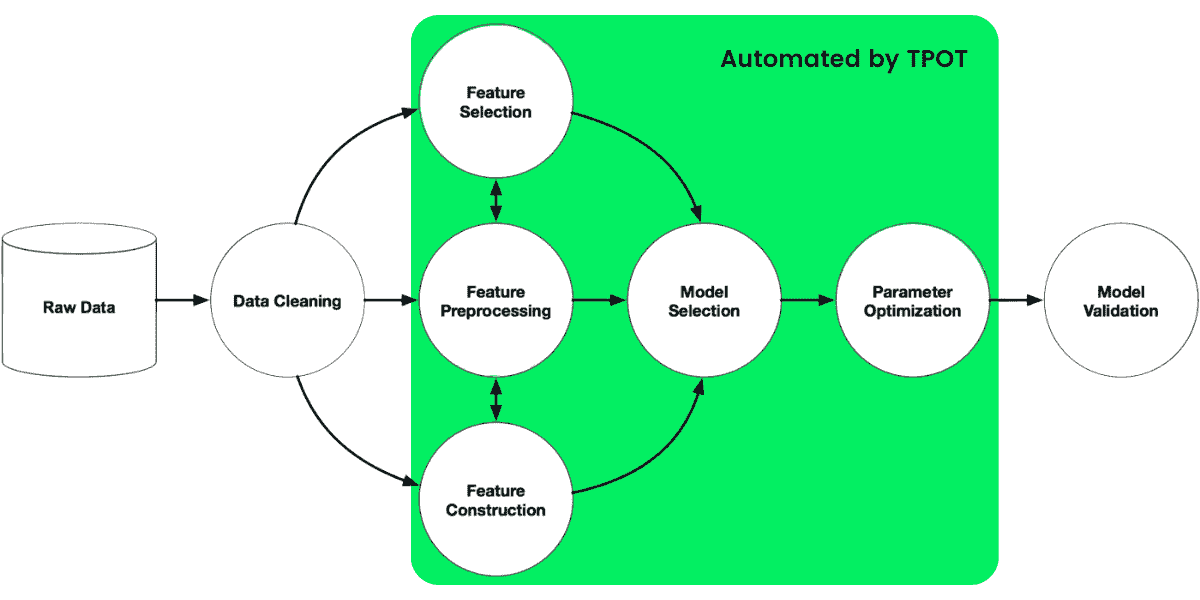 Automated by TPOT
Feature
Selection
Raw Data
Data Cleaning
Feature
Preprocessing
Model
Selection
Parameter
Optimization
Model
Validation
Feature
Construction